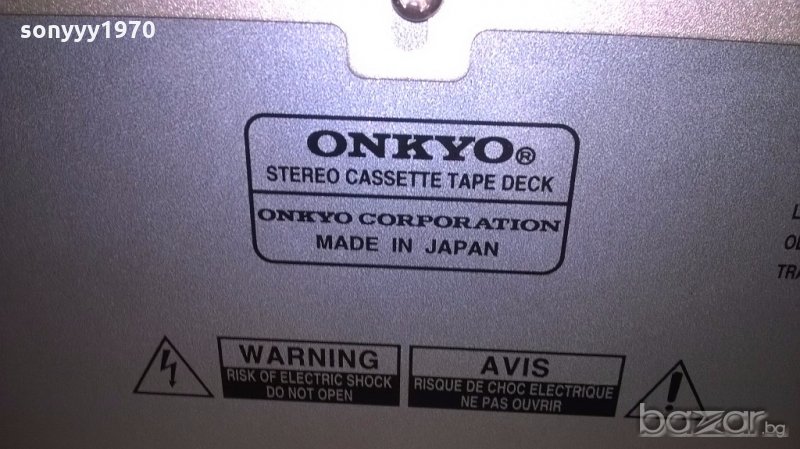 sonyyy1970
ONKYO®
STEREO CASSETTE TAPE DECK
ONKYO CORPORATION
MADE IN JAPAN
WARNING
RISK OF ELECTRIC SHOCK
DO NOT OPEN
AVIS
RISQUE DE CHOC ELECTRIQUE
NE PAS OUVRIR
bazar.bg